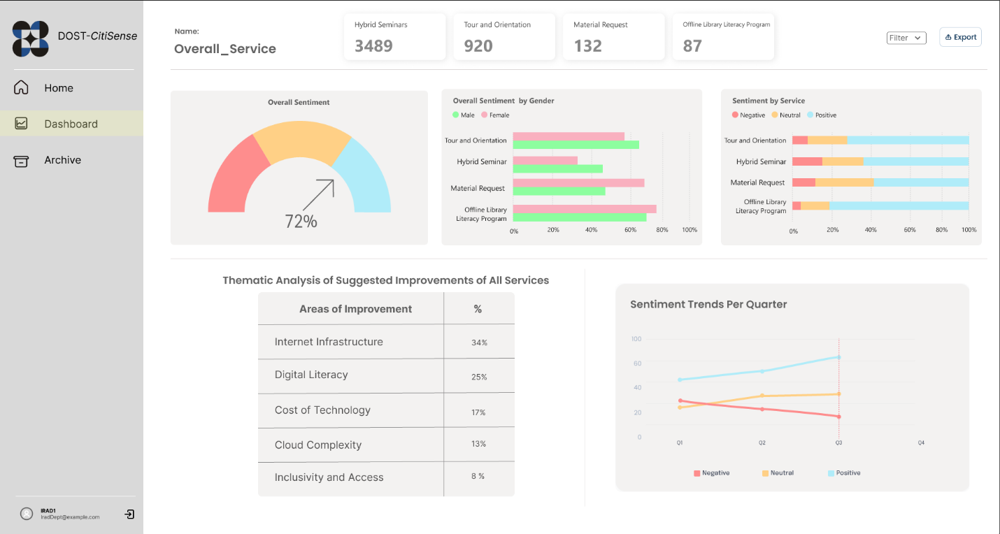 DOST-CitiSense
Home
Dashboard
Archive
IRAD1
IradDept@example.com
Name:
Overall_Service
Hybrid Seminars
3489
Tour and Orientation
920
Material Request
132
Offline Library Literacy Program
87
Filter
Export
Overall Sentiment
72%
Overall Sentiment by Gender
Male Female
Tour and Orientation
Hybrid Seminar
Material Request
Offline Library
Literacy Program
0% 20% 40% 60% 80% 100%
Sentiment by Service
Negative Neutral Positive
Tour and Orientation
Hybrid Seminar
Material Request
Offline Library
Literacy Program
0% 20% 40% 60% 80% 100%
Thematic Analysis of Suggested Improvements of All Services
Areas of Improvement %
Internet Infrastructure 34%
Digital Literacy 25%
Cost of Technology 17%
Cloud Complexity 13%
Inclusivity and Access 8 %
Sentiment Trends Per Quarter
100
60
40
20
0
Q1 Q2 Q3 Q4
Negative Neutral Positive